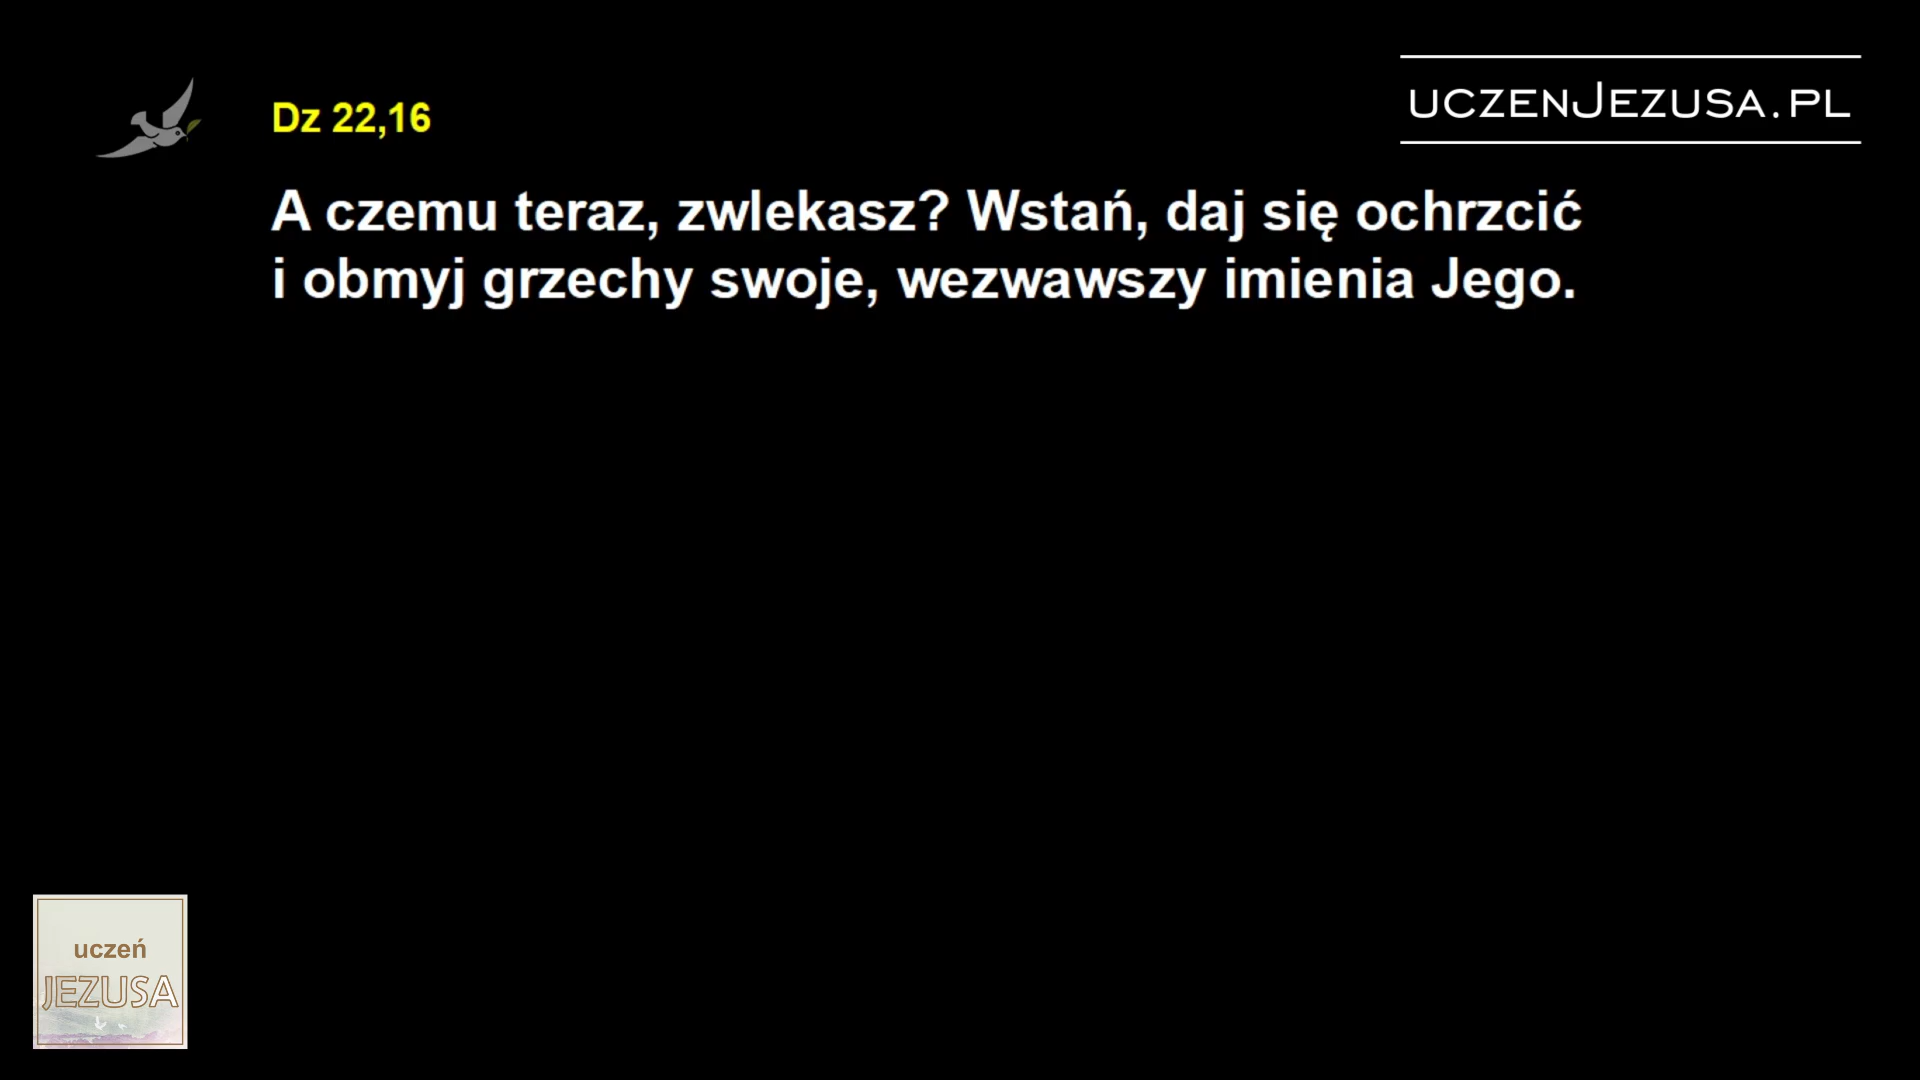 Dz 22,16
UCZENJEZUSA.PL
A czemu teraz, zwlekasz? Wstań, daj się ochrzcić
i obmyj grzechy swoje, wezwawszy imienia Jego.
uczeń
JEZUSA